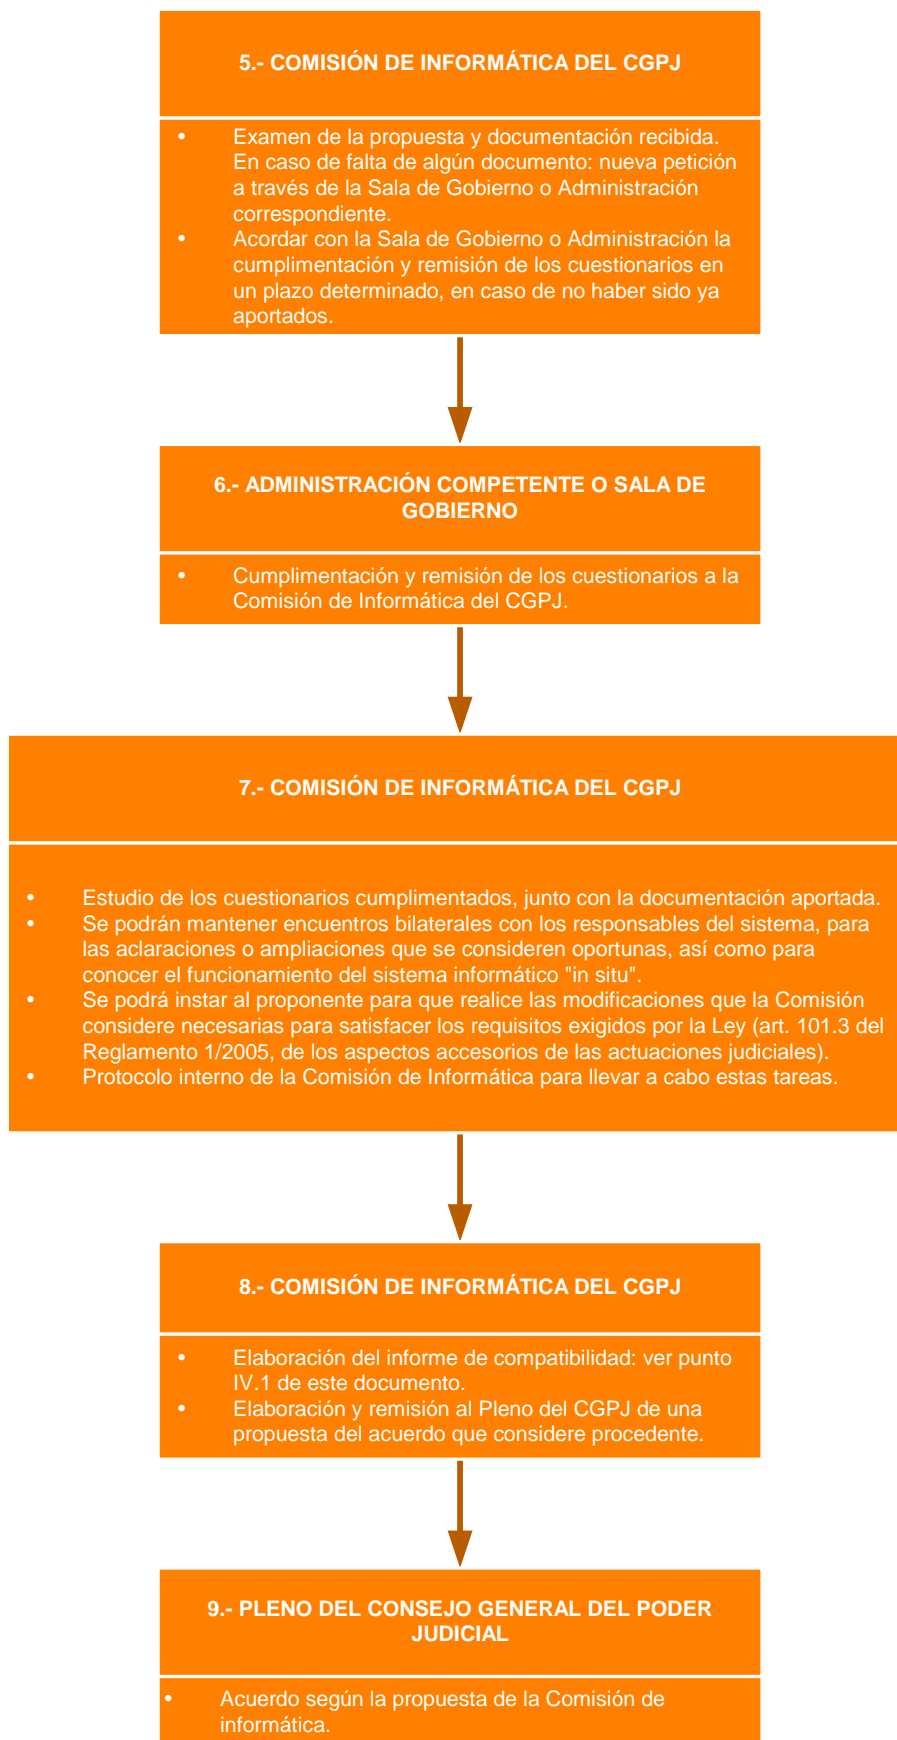 5.- COMISIÓN DE INFORMÁTICA DEL CGPJ
• Examen de la propuesta y documentación recibida.
En caso de falta de algún documento: nueva petición
a través de la Sala de Gobierno o Administración
correspondiente.
• Acordar con la Sala de Gobierno o Administración la
cumplimentación y remisión de los cuestionarios en
un plazo determinado, en caso de no haber sido ya
aportados.
6.- ADMINISTRACIÓN COMPETENTE O SALA DE
GOBIERNO
• Cumplimentación y remisión de los cuestionarios a la
Comisión de Informática del CGPJ.
7.- COMISIÓN DE INFORMÁTICA DEL CGPJ
• Estudio de los cuestionarios cumplimentados, junto con la documentación aportada.
• Se podrán mantener encuentros bilaterales con los responsables del sistema, para
las aclaraciones o ampliaciones que se consideren oportunas, así como para
conocer el funcionamiento del sistema informático "in situ".
• Se podrá instar al proponente para que realice las modificaciones que la Comisión
considere necesarias para satisfacer los requisitos exigidos por la Ley (art. 101.3 del
Reglamento 1/2005, de los aspectos accesorios de las actuaciones judiciales).
• Protocolo interno de la Comisión de Informática para llevar a cabo estas tareas.
8.- COMISIÓN DE INFORMÁTICA DEL CGPJ
• Elaboración del informe de compatibilidad: ver punto
IV.1 de este documento.
• Elaboración y remisión al Pleno del CGPJ de una
propuesta del acuerdo que considere procedente.
9.- PLENO DEL CONSEJO GENERAL DEL PODER
JUDICIAL
• Acuerdo según la propuesta de la Comisión de
informática.